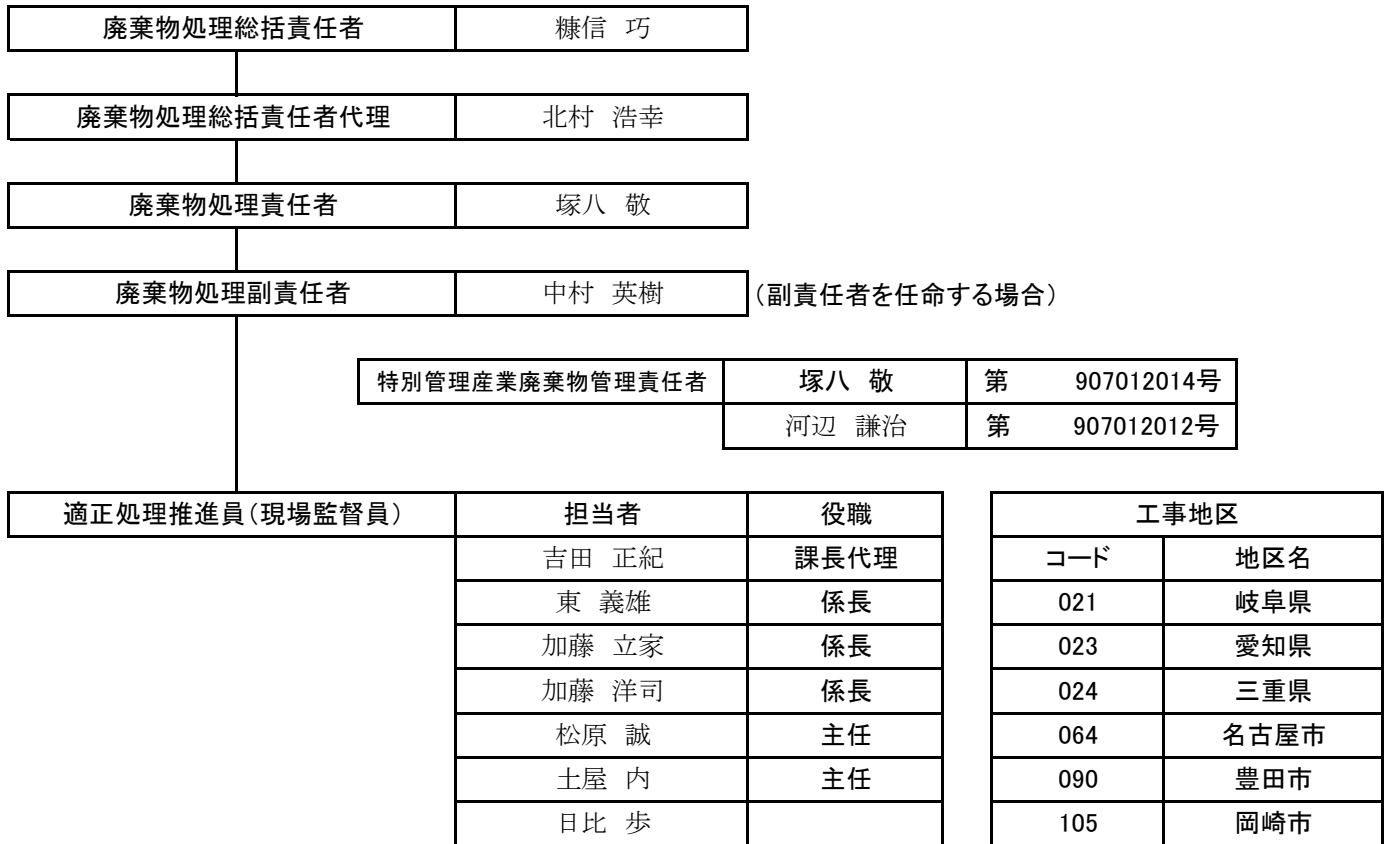 廃棄物処理総括責任者 糠信 巧
廃棄物処理総括責任者代理 北村 浩幸
廃棄物処理責任者 塚八 敬
廃棄物処理副責任者 中村 英樹 (副責任者を任命する場合)
特別管理産業廃棄物管理責任者 塚八 敬 第 907012014号
河辺 謙治 第 907012012号
適正処理推進員(現場監督員) 担当者 役職 工事地区
吉田 正紀 課長代理 コード 地区名
東 義雄 係長 021 岐阜県
加藤 立家 係長 023 愛知県
加藤 洋司 係長 024 三重県
松原 誠 主任 064 名古屋市
土屋 内 主任 090 豊田市
日比 歩 105 岡崎市